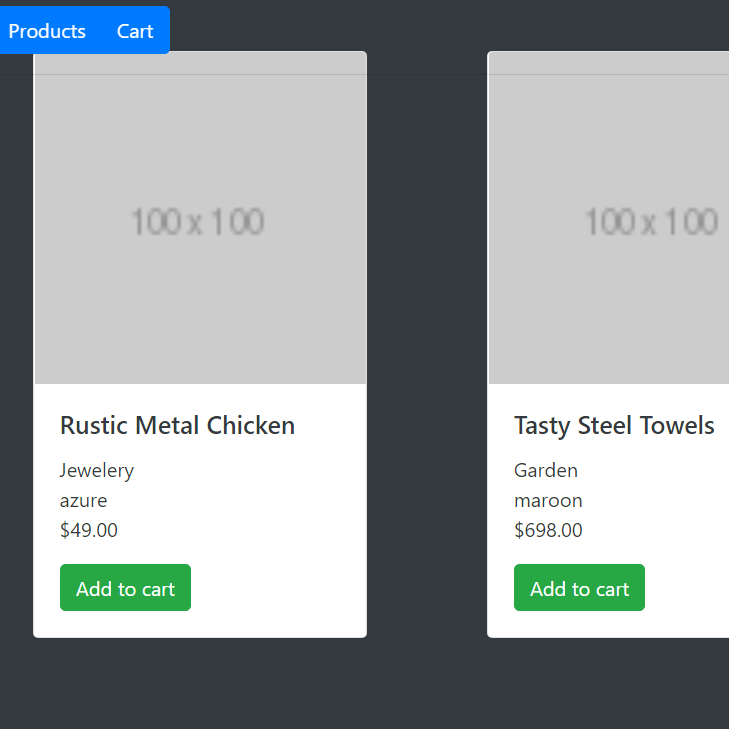 Products Cart
100 x 100
Rustic Metal Chicken
Jewelery
azure
$49.00
Add to cart
100 x 100
Tasty Steel Towels
Garden
maroon
$698.00
Add to cart